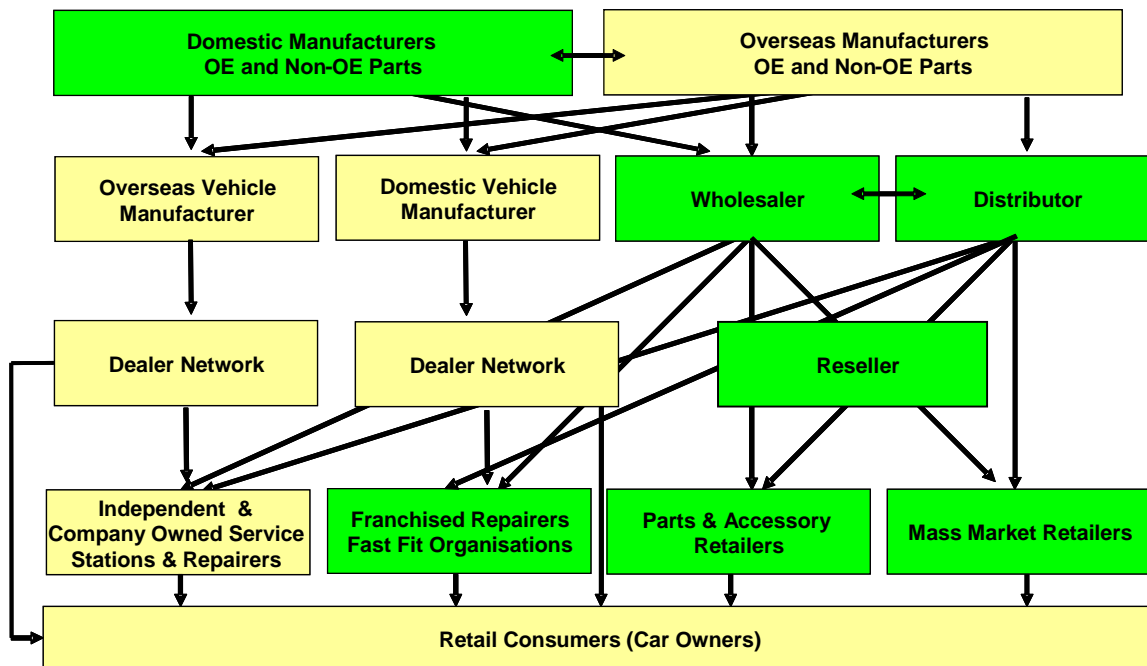 Domestic Manufacturers
OE and Non-OE Parts
Overseas Manufacturers
OE and Non-OE Parts
Overseas Vehicle
Manufacturer
Domestic Vehicle
Manufacturer
Wholesaler
Distributor
Dealer Network
Dealer Network
Reseller
Independent &
Company Owned Service
Stations & Repairers
Franchised Repairers
Fast Fit Organisations
Parts & Accessory
Retailers
Mass Market Retailers
Retail Consumers (Car Owners)